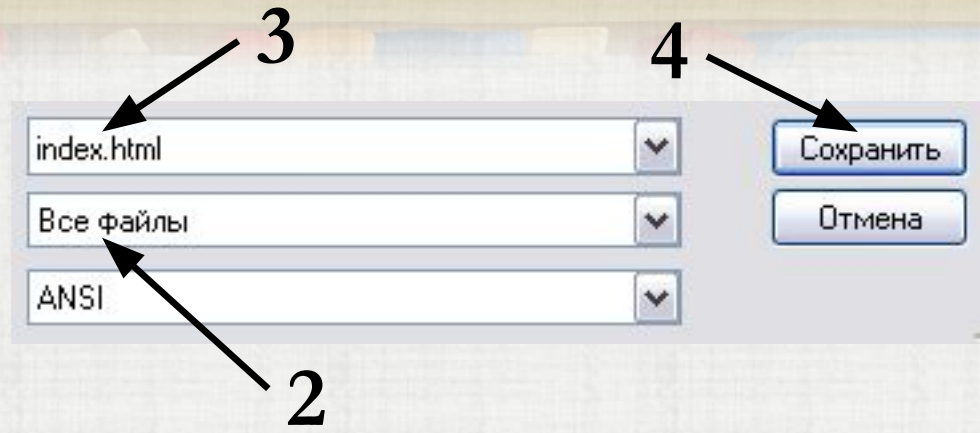 3
4
index.html
Сохранить
Все файлы
Отмена
ANSI
2